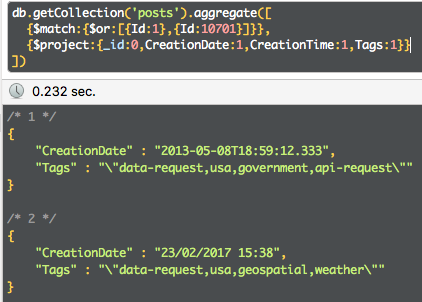 db.getCollection('posts').aggregate([
{$match:{$or:[{Id:1},{Id:10701}]}},
{$project:{_id:0,CreationDate:1,CreationTime:1,Tags:1}}
])
0.232 sec.
/* 1 */
{
"CreationDate" : "2013-05-08T18:59:12.333",
"Tags" : "\"data-request,usa,government,api-request\""
}
/* 2 */
{
"CreationDate" : "23/02/2017 15:38",
"Tags" : "\"data-request,usa,geospatial,weather\""
}